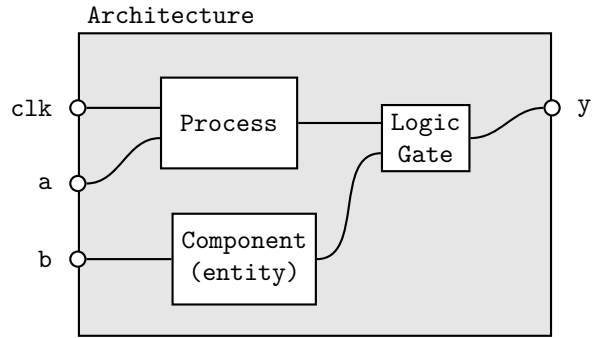 Architecture
clk
Process
Logic
Gate
y
a
Component
(entity)
b